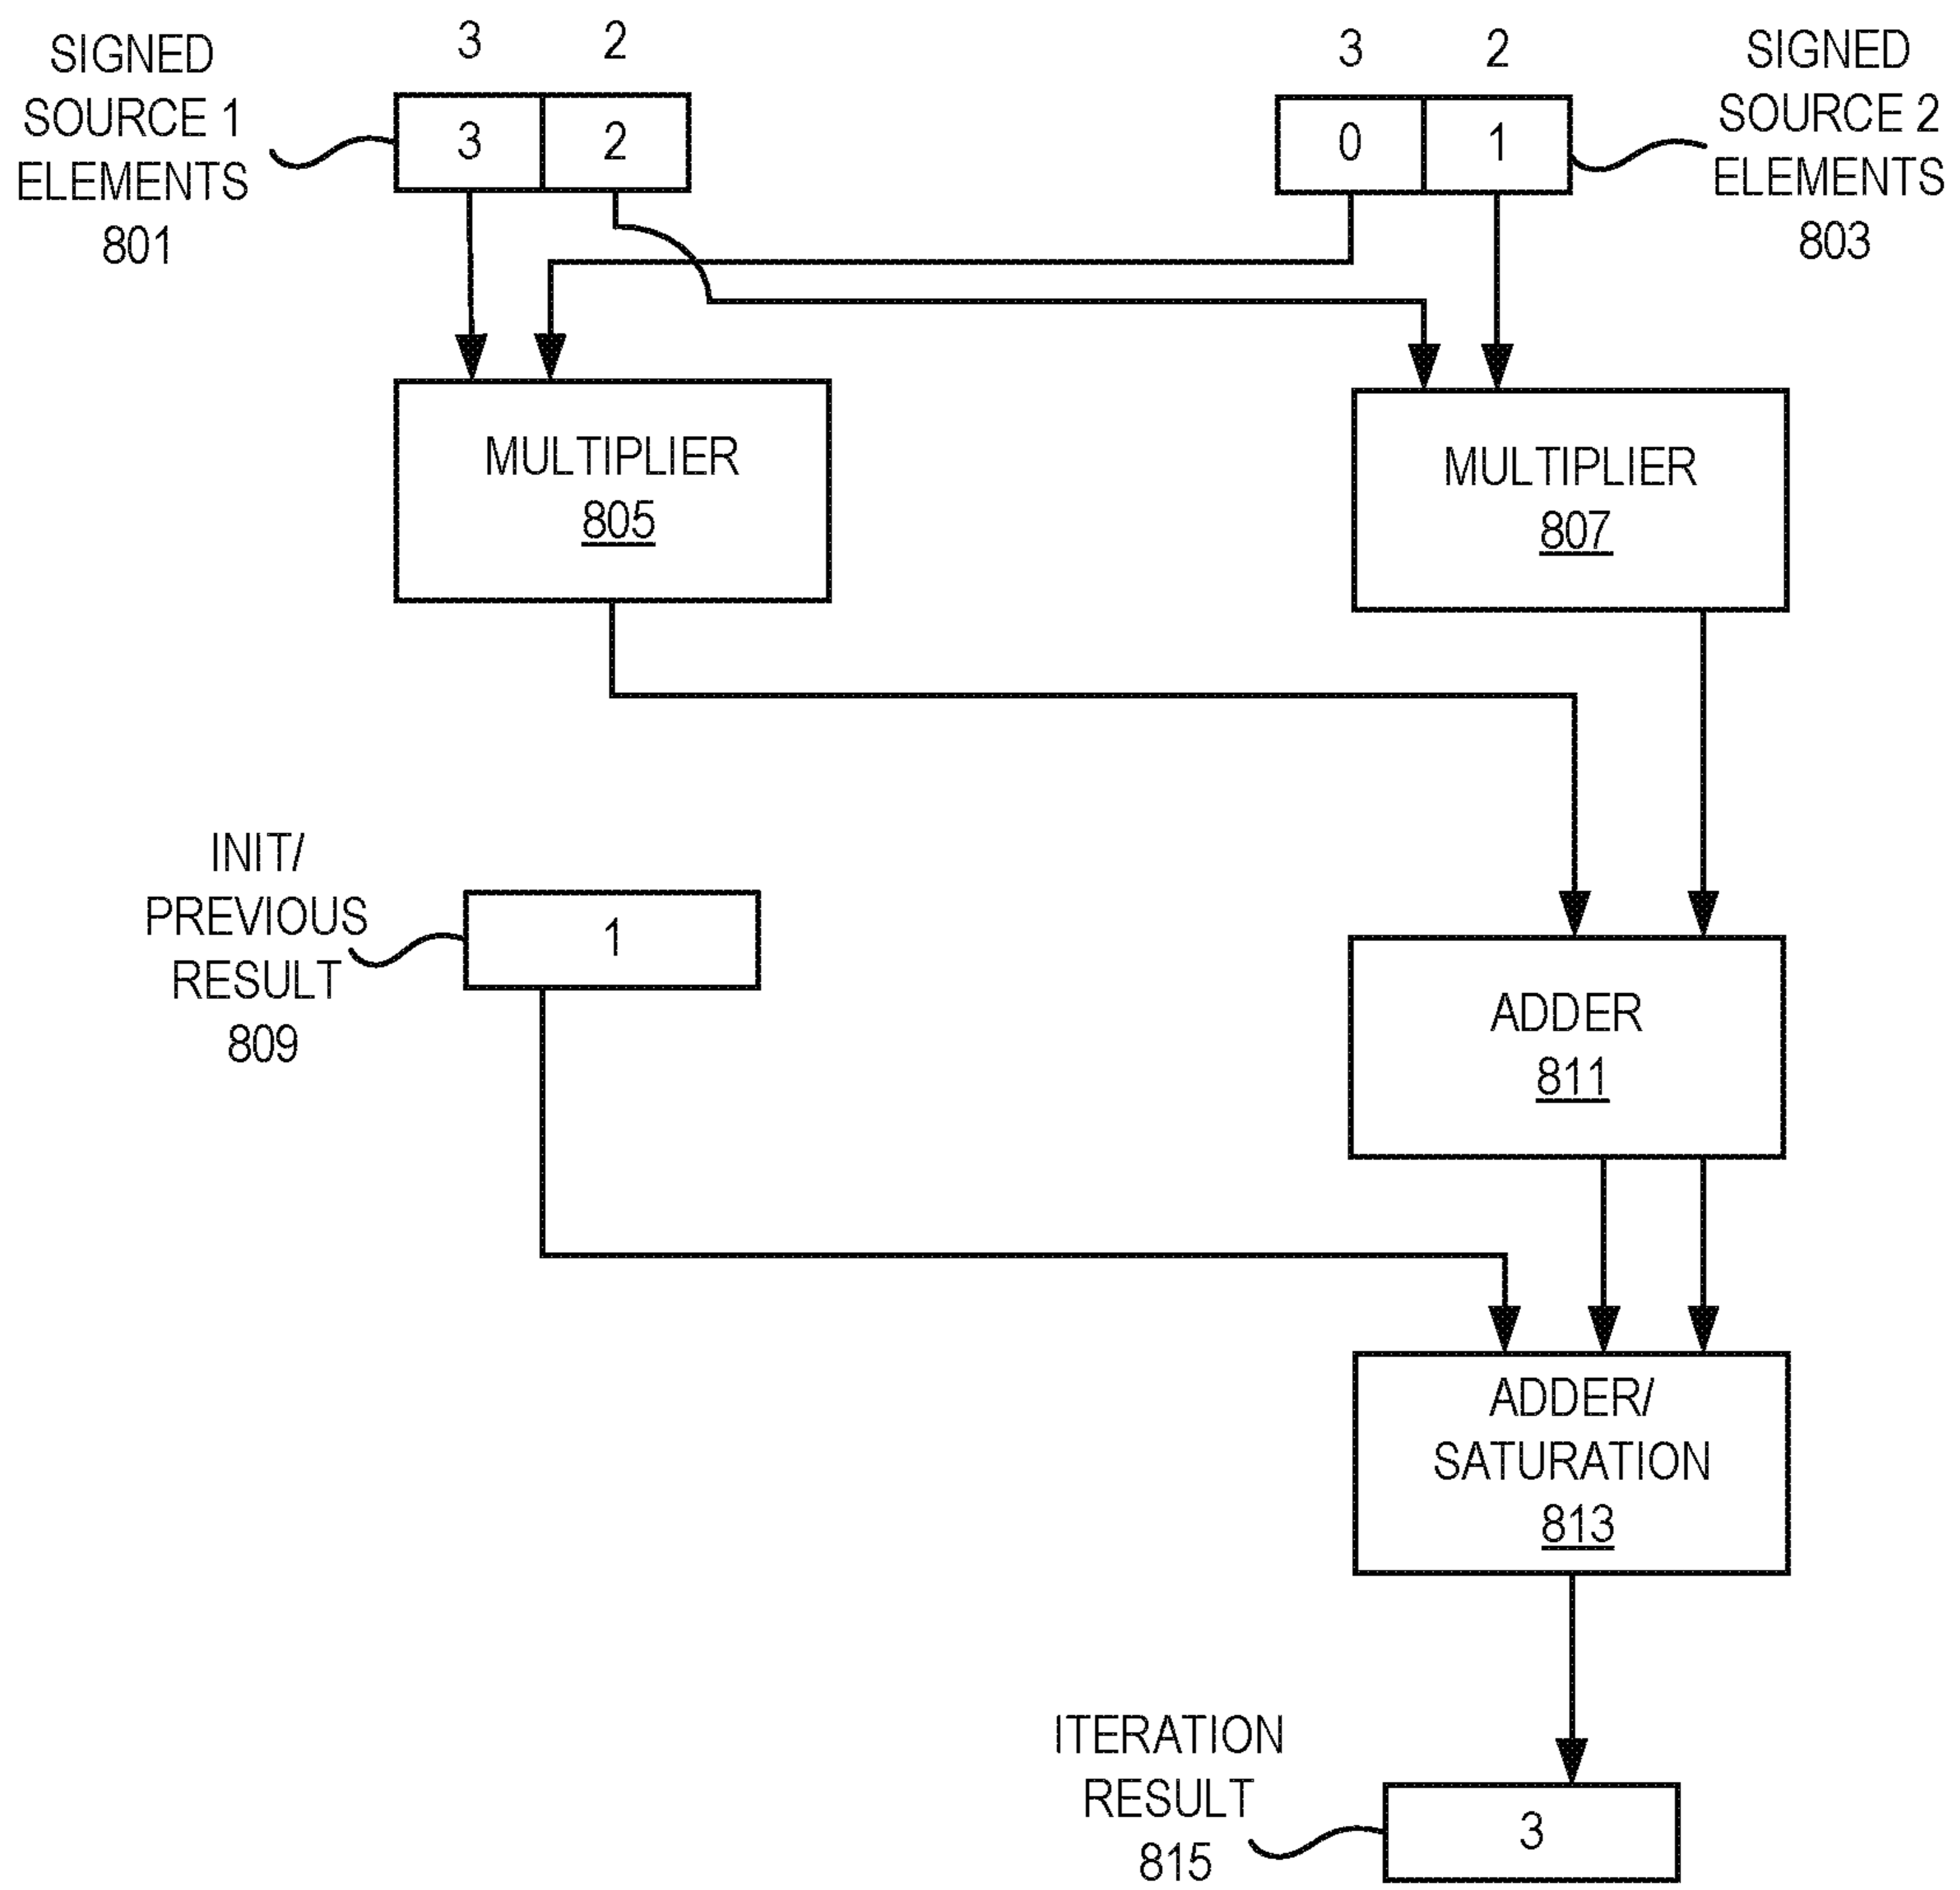 SIGNED
SOURCE 1
ELEMENTS
801
3 2
3 2
3 2
0 1
SIGNED
SOURCE 2
ELEMENTS
803
MULTIPLIER
805
MULTIPLIER
807
INIT/
PREVIOUS
RESULT
809
1
ADDER
811
ADDER/
SATURATION
813
ITERATION
RESULT
815
3